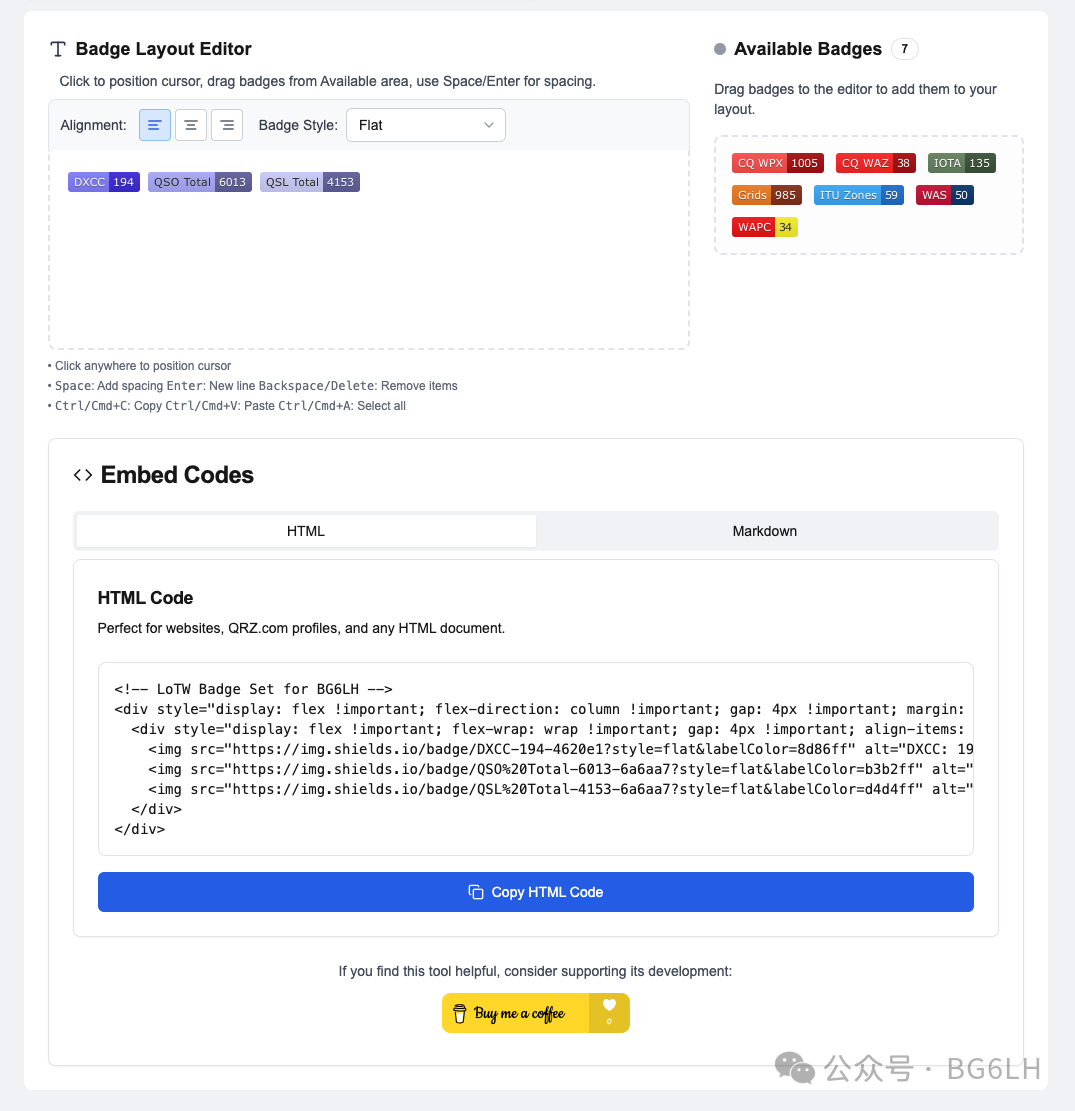 Badge Layout Editor
Click to position cursor, drag badges from Available area, use Space/Enter for spacing.
Alignment:
Badge Style: Flat
DXCC 194 QSO Total 6013 QSL Total 4153
• Click anywhere to position cursor
• Space: Add spacing Enter: New line Backspace/Delete: Remove items
• Ctrl/Cmd+C: Copy Ctrl/Cmd+V: Paste Ctrl/Cmd+A: Select all
Available Badges 7
Drag badges to the editor to add them to your
layout.
CQ WPX 1005 CQ WAZ 38 IOTA 135
Grids 985 ITU Zones 59 WAS 50
WAPC 34
<> Embed Codes
HTML Markdown
HTML Code
Perfect for websites, QRZ.com profiles, and any HTML document.
<!-- LoTW Badge Set for BG6LH -->
<div style="display: flex !important; flex-direction: column !important; gap: 4px !important; margin:
<div style="display: flex !important; flex-wrap: wrap !important; gap: 4px !important; align-items:
<img src="https://img.shields.io/badge/DXCC-194-4620e1?style=flat&labelColor=8d86ff" alt="DXCC: 19
<img src="https://img.shields.io/badge/QSO%20Total-6013-6a6aa7?style=flat&labelColor=b3b2ff" alt="
<img src="https://img.shields.io/badge/QSL%20Total-4153-6a6aa7?style=flat&labelColor=d4d4ff" alt="
</div>
</div>
Copy HTML Code
If you find this tool helpful, consider supporting its development:
Buy me a coffee 0
公众号 · BG6LH